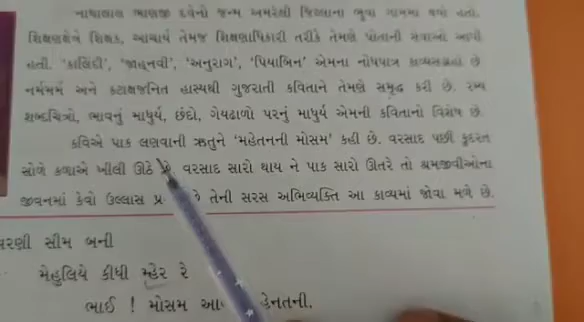 નાથાલાલ ભાણજી દવેનો જન્મ અમરેલી જિલ્લાના ભુવા ગામમાં થયો હતો.
શિક્ષણક્ષેત્રે શિક્ષક, આચાર્ય તેમજ શિક્ષણાધિકારી તરીકે તેમણે પોતાની સેવાઓ આપી
હતી. ‘કાલિંદી’, ‘જાહ્નવી’, ‘અનુરાગ’, ‘પિયાબિન’ એમના નોંધપાત્ર કાવ્યસંગ્રહો છે.
નર્મમર્મ અને કટાક્ષજનિત હાસ્યથી ગુજરાતી કવિતાને તેમણે સમૃદ્ધ કરી છે. રમ્ય
શબ્દચિત્રો, ભાવનું માધુર્ય, છંદો, ગેયઢાળો પરનું માધુર્ય એમની કવિતાનો વિશેષ છે.
કવિએ પાક લણવાની ઋતુને ‘મહેતનની મોસમ’ કહી છે. વરસાદ પછી કુદરત
સોળે કળાએ ખીલી ઊઠે છે વરસાદ સારો થાય ને પાક સારો ઊતરે તો શ્રમજીવીઓના
જીવનમાં કેવો ઉલ્લાસ પ્ર તેની સરસ અભિવ્યક્તિ આ કાવ્યમાં જોવા મળે છે.
વરણી સીમ બની
મેહુલિયે કીધી મ્હેર રે
ભાઈ ! મોસમ આ હેનતની.